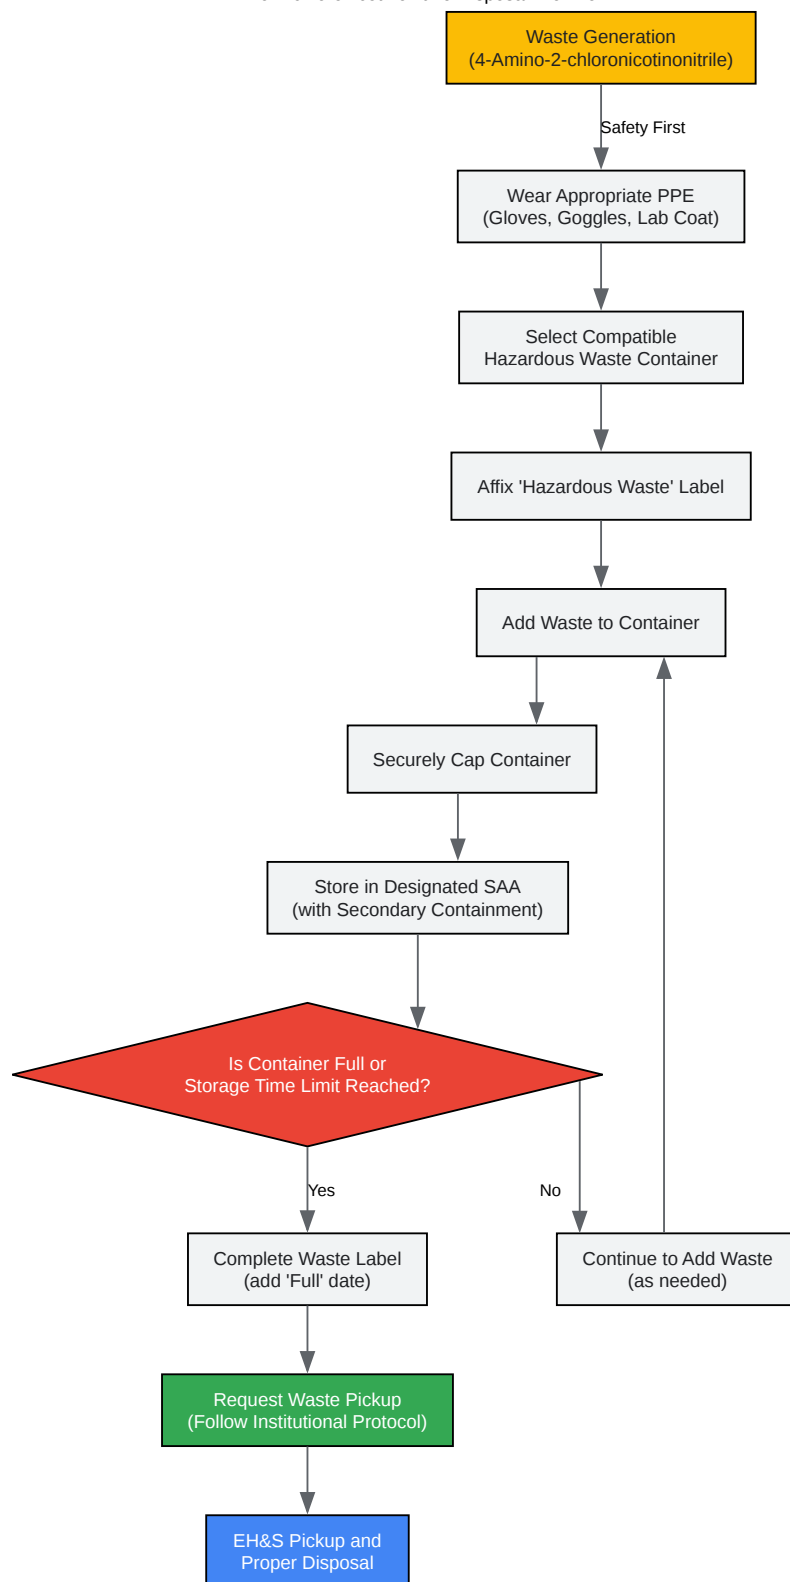 Waste Generation
(4-Amino-2-chloronicotinonitrile)
Safety First
Wear Appropriate PPE
(Gloves, Goggles, Lab Coat)
Select Compatible
Hazardous Waste Container
Affix 'Hazardous Waste' Label
Add Waste to Container
Securely Cap Container
Store in Designated SAA
(with Secondary Containment)
Is Container Full or
Storage Time Limit Reached?
Yes
No
Complete Waste Label
(add 'Full' date)
Continue to Add Waste
(as needed)
Request Waste Pickup
(Follow Institutional Protocol)
EH&S Pickup and
Proper Disposal